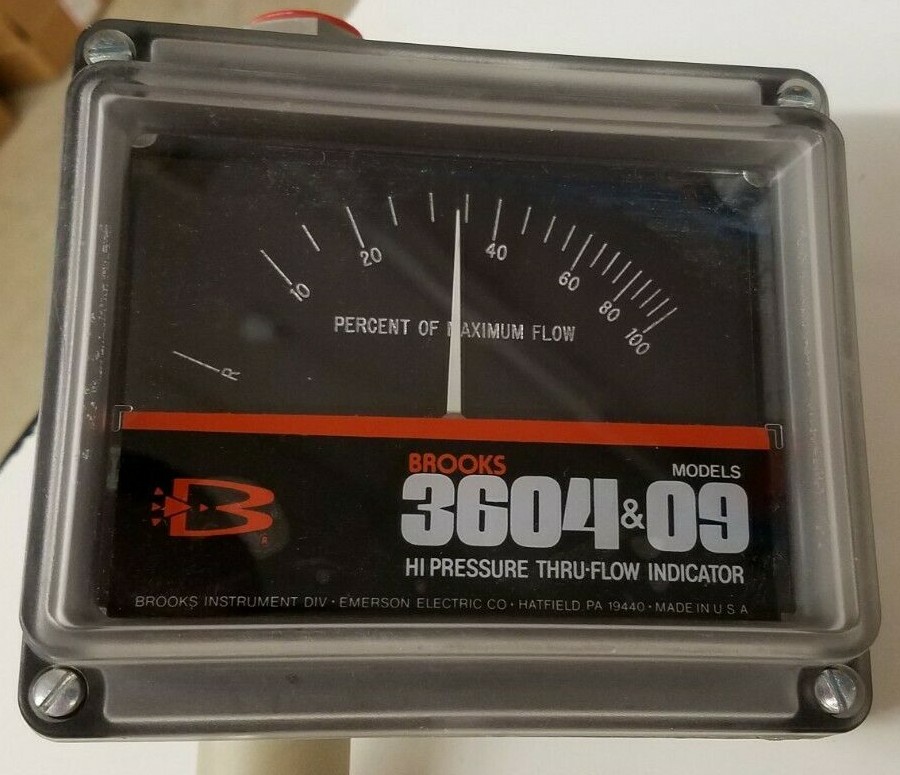 10
20
40
60
80
100
R
PERCENT OF MAXIMUM FLOW
BROOKS
MODELS
3604 & 09
HI PRESSURE THRU-FLOW INDICATOR
B
R
BROOKS INSTRUMENT DIV • EMERSON ELECTRIC CO • HATFIELD PA 19440 • MADE IN U S A